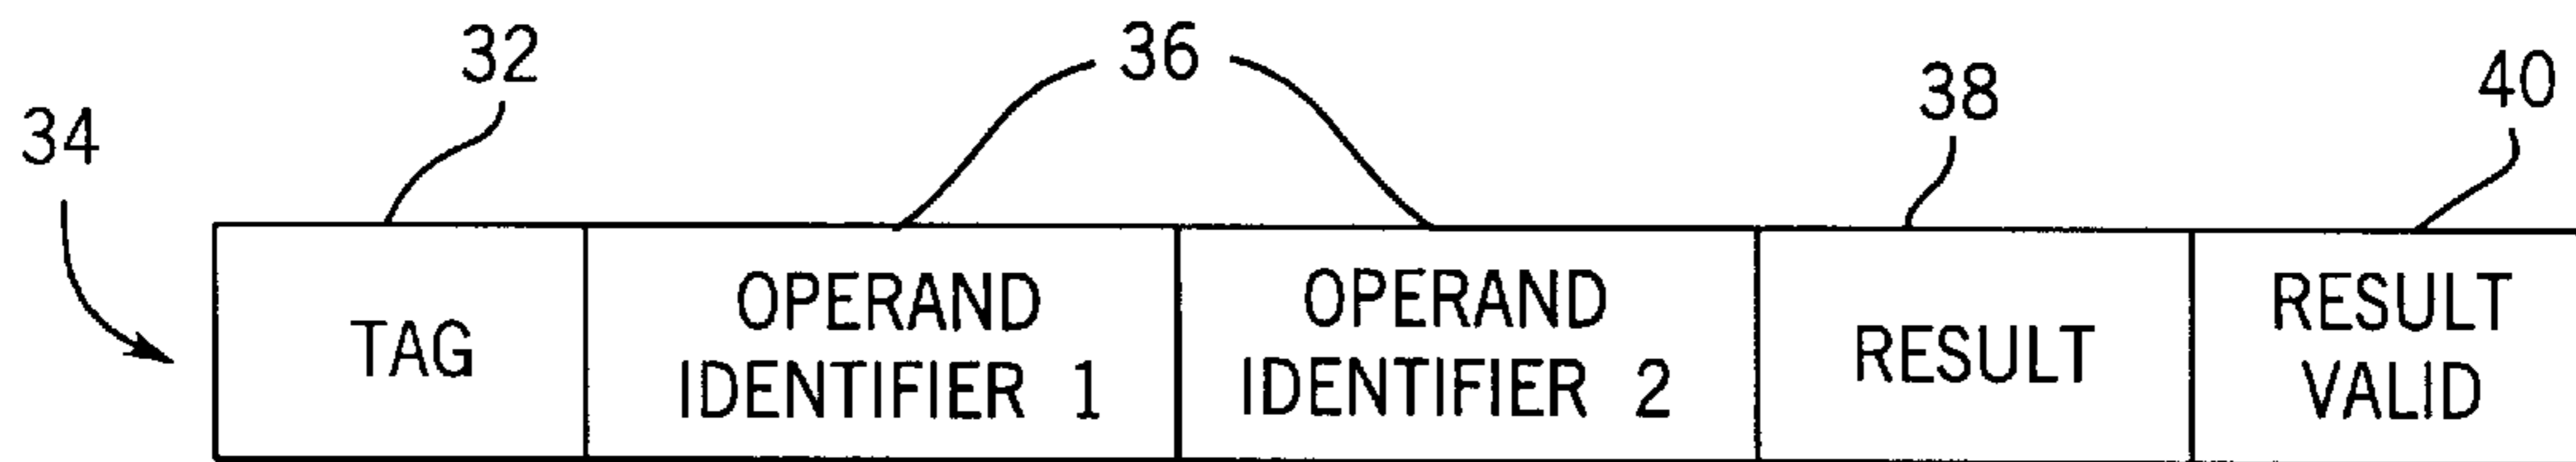 32
36
38
40
34
TAG
OPERAND
IDENTIFIER 1
OPERAND
IDENTIFIER 2
RESULT
RESULT
VALID